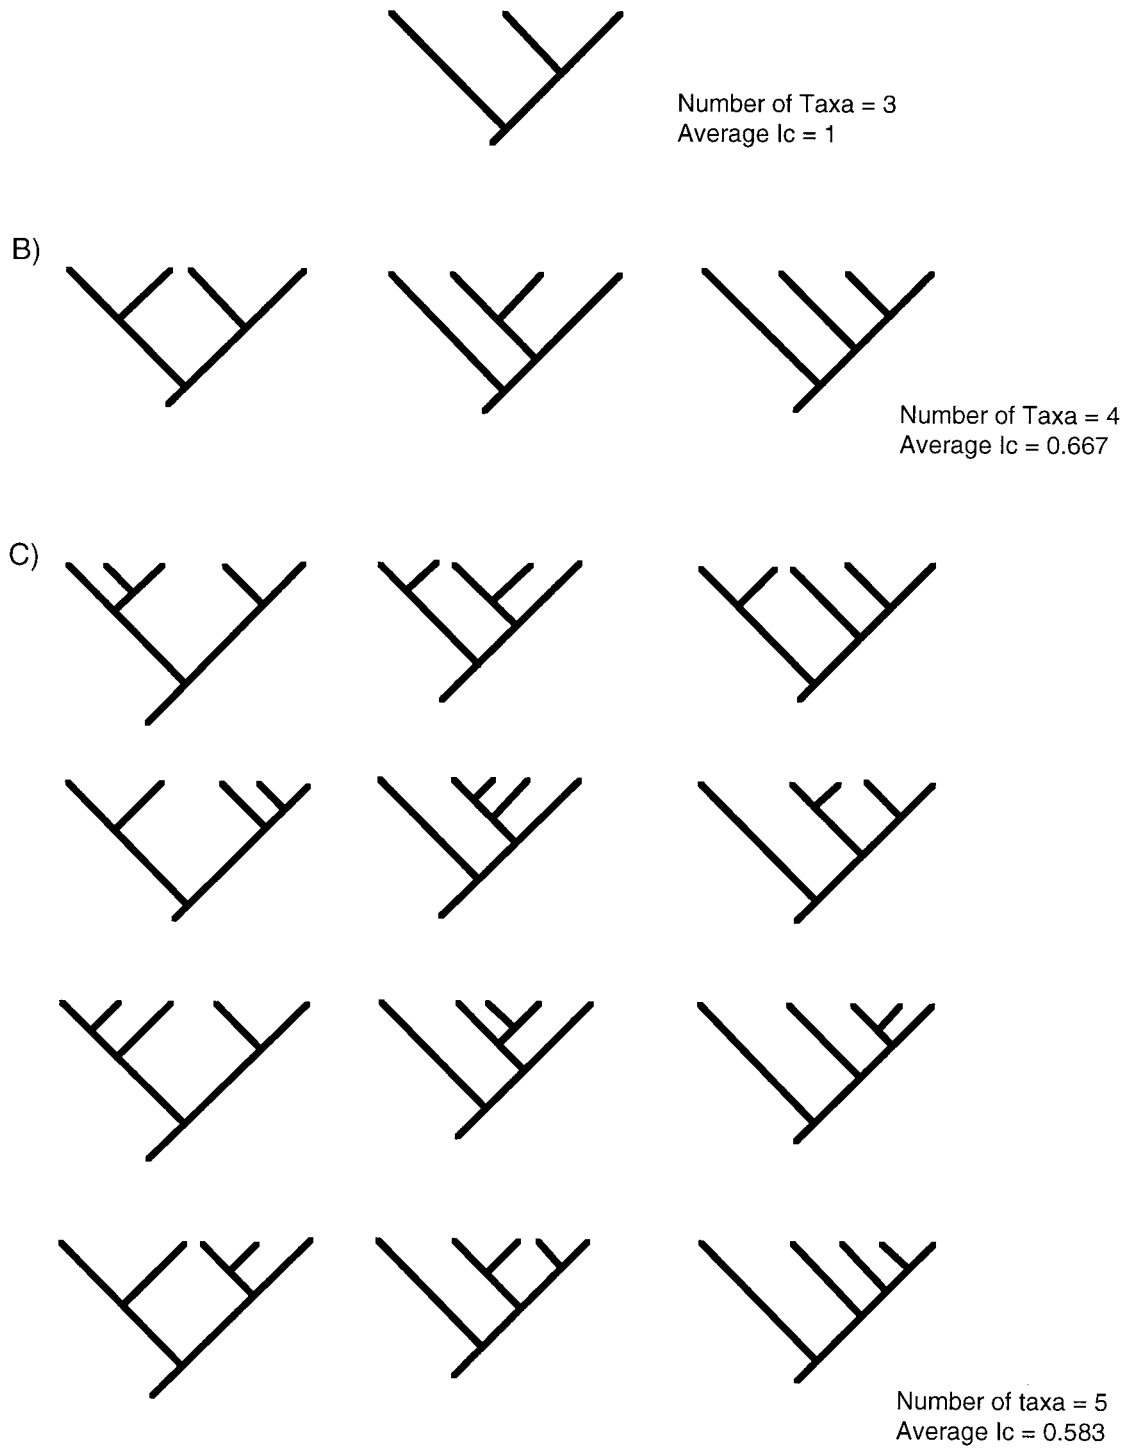 Number of Taxa = 3
Average Ic = 1
B)
Number of Taxa = 4
Average Ic = 0.667
C)
Number of taxa = 5
Average Ic = 0.583